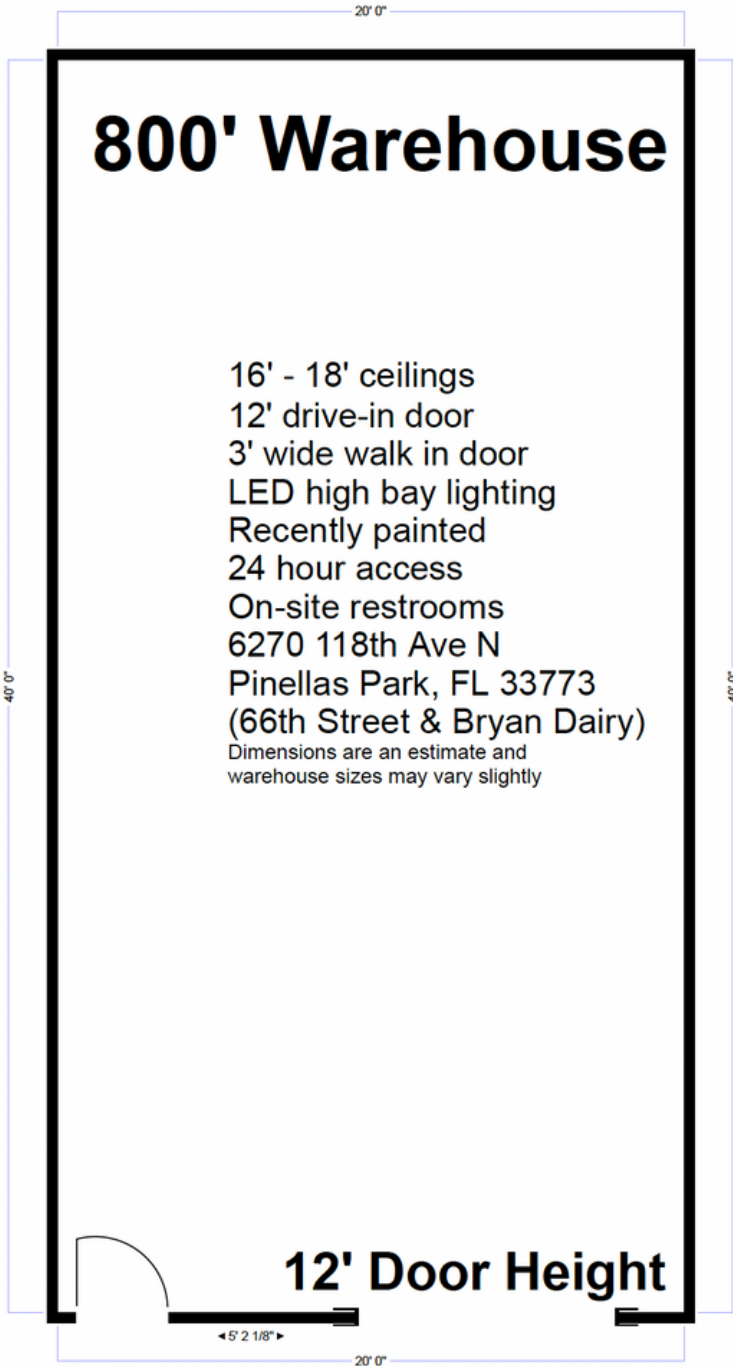 20' 0"
800' Warehouse
16' - 18' ceilings
12' drive-in door
3' wide walk in door
LED high bay lighting
Recently painted
24 hour access
On-site restrooms
6270 118th Ave N
Pinellas Park, FL 33773
(66th Street & Bryan Dairy)
Dimensions are an estimate and
warehouse sizes may vary slightly
40' 0"
40' 0"
12' Door Height
5' 2 1/8"
20' 0"